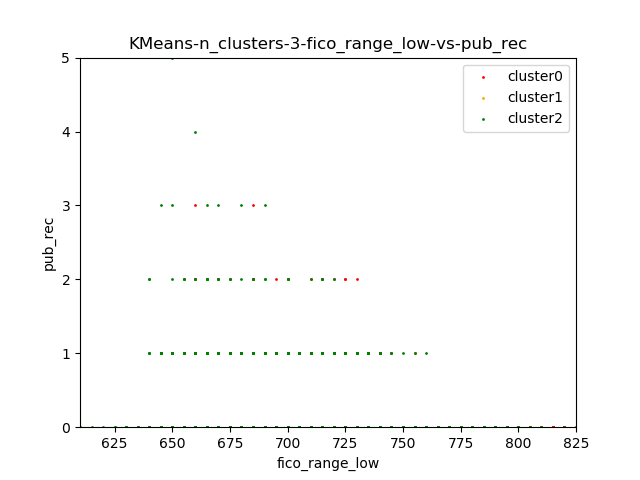 KMeans-n_clusters-3-fico_range_low-vs-pub_rec
cluster0
cluster1
cluster2
5
4
3
2
1
0
pub_rec
625 650 675 700 725 750 775 800 825
fico_range_low